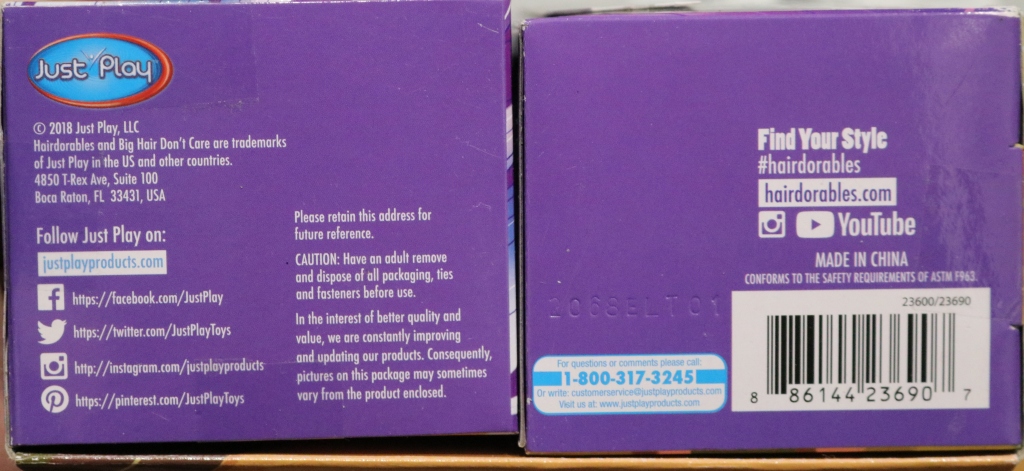 Just Play
© 2018 Just Play, LLC
Hairdorables and Big Hair Don't Care are trademarks
of Just Play in the US and other countries.
4850 T-Rex Ave, Suite 100
Boca Raton, FL 33431, USA
Follow Just Play on:
justplayproducts.com
https://facebook.com/JustPlay
https://twitter.com/JustPlayToys
http://instagram.com/justplayproducts
https://pinterest.com/JustPlayToys
Please retain this address for
future reference.
CAUTION: Have an adult remove
and dispose of all packaging, ties
and fasteners before use.
In the interest of better quality and
value, we are constantly improving
and updating our products. Consequently,
pictures on this package may sometimes
vary from the product enclosed.
Find Your Style
#hairdorables
hairdorables.com
YouTube
MADE IN CHINA
CONFORMS TO THE SAFETY REQUIREMENTS OF ASTM F963.
2068ELT01
23600/23690
8 86144 23690 7
For questions or comments please call:
1-800-317-3245
Or write: customerservice@justplayproducts.com
Visit us at: www.justplayproducts.com